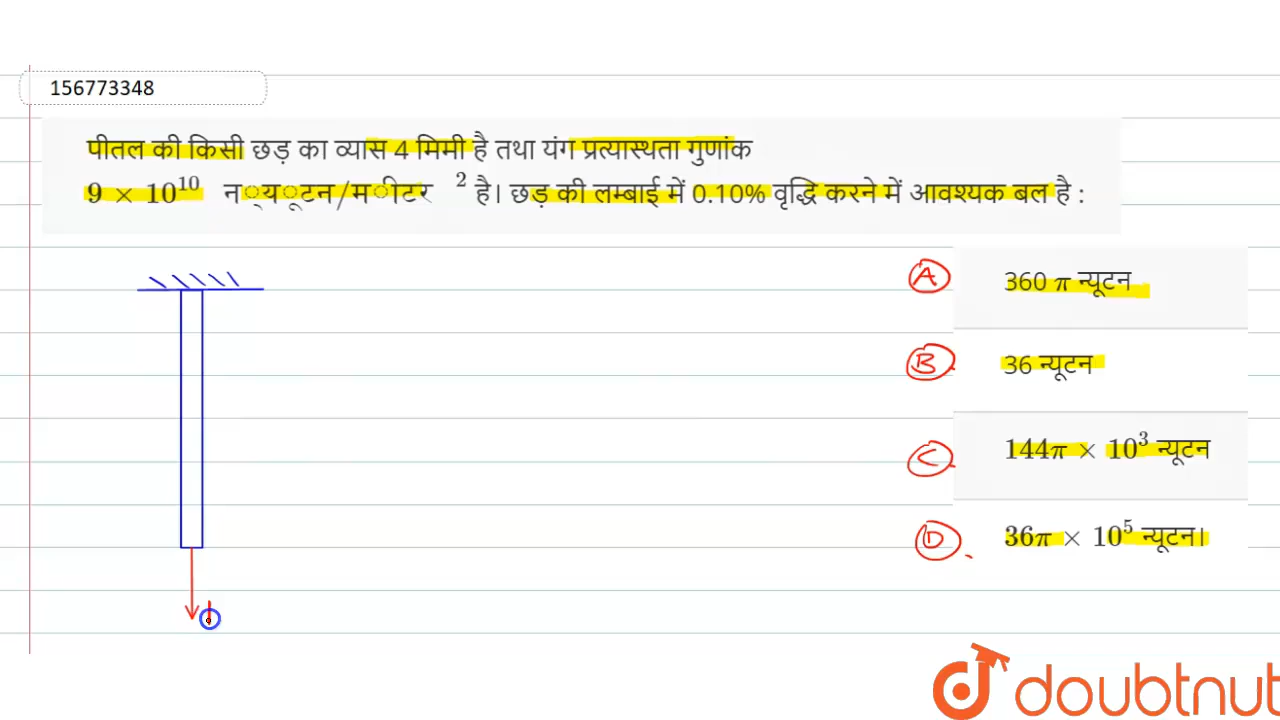 156773348
पीतल की किसी छड़ का व्यास 4 मिमी है तथा यंग प्रत्यास्थता गुणांक
9 × 10^10 न्‌यूटन/मीटर ^2 है। छड़ की लम्बाई में 0.10% वृद्धि करने में आवश्यक बल है :
A 360 π न्यूटन
B. 36 न्यूटन
C. 144π × 10^3 न्यूटन
D. 36π × 10^5 न्यूटन।
doubtnut